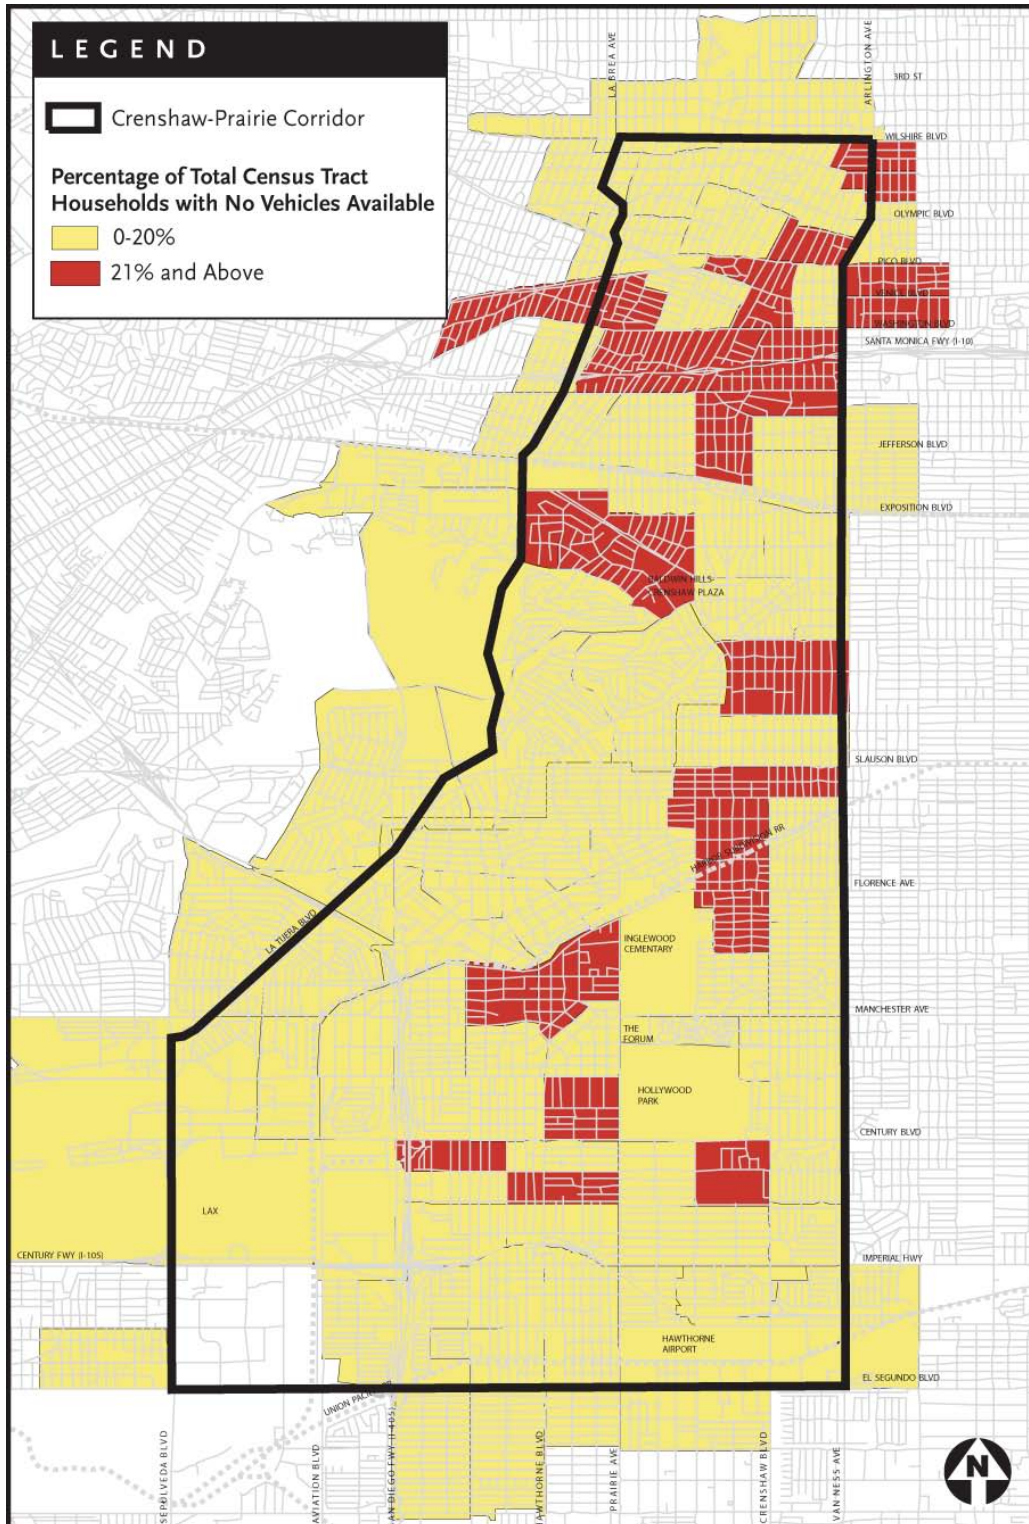 LEGEND
Crenshaw-Prairie Corridor
Percentage of Total Census Tract
Households with No Vehicles Available
0-20%
21% and Above
LA BREA AVE
ARLINGTON AVE
3RD ST
WILSHIRE BLVD
OLYMPIC BLVD
PICO BLVD
VENICE BLVD
WASHINGTON BLVD
SANTA MONICA FWY (I-10)
JEFFERSON BLVD
EXPOSITION BLVD
BALDWIN HILLS-
CRENSHAW PLAZA
SLAUSON BLVD
HARBOR SUBDIVISION RR
FLORENCE AVE
LA TIJERA BLVD
INGLEWOOD
CEMENTARY
MANCHESTER AVE
THE
FORUM
HOLLYWOOD
PARK
CENTURY BLVD
LAX
CENTURY FWY (I-105)
IMPERIAL HWY
HAWTHORNE
AIRPORT
EL SEGUNDO BLVD
UNION PACIFIC
SEPULVEDA BLVD
AVIATION BLVD
SAN DIEGO FWY (I-405)
HAWTHORNE BLVD
PRAIRIE AVE
CRENSHAW BLVD
VAN NESS AVE
N